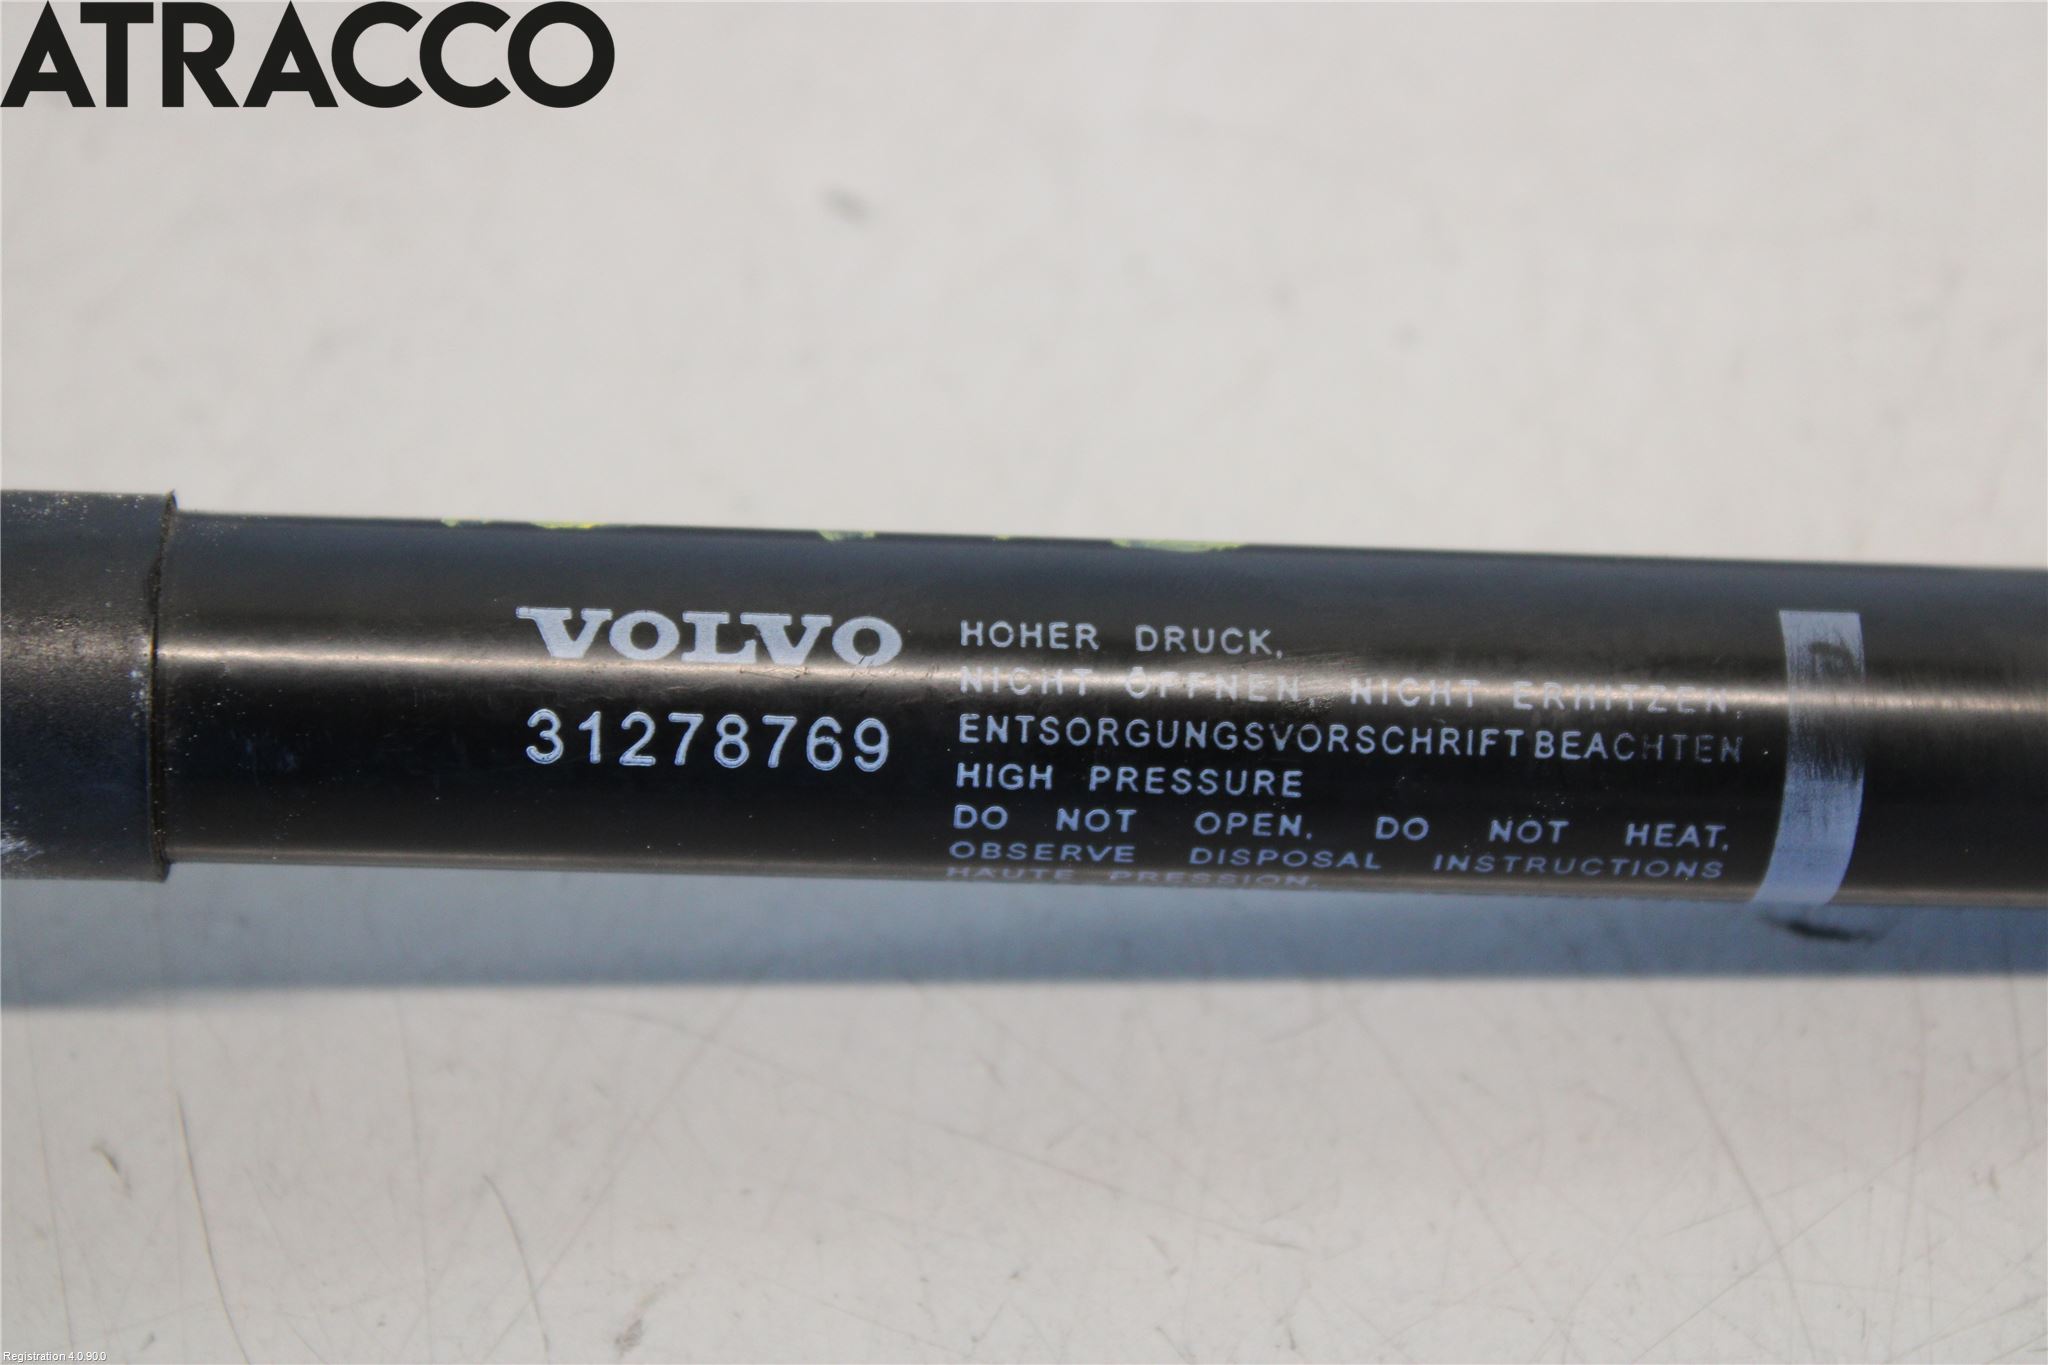 ATRACCO
VOLVO
31278769
HOHER DRUCK,
NICHT ÖFFNEN, NICHT ERHITZEN,
ENTSORGUNGSVORSCHRIFT BEACHTEN
HIGH PRESSURE
DO NOT OPEN. DO NOT HEAT.
OBSERVE DISPOSAL INSTRUCTIONS
HAUTE PRESSION.
Registration 4.0.90.0